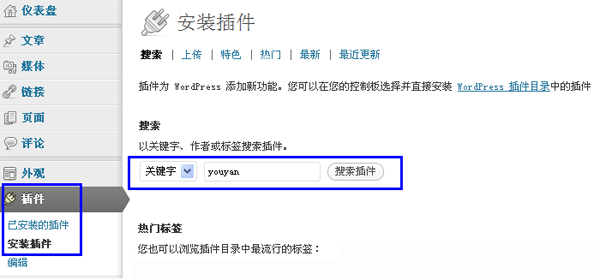 仪表盘
文章
媒体
链接
页面
评论
外观
插件
已安装的插件
安装插件
编辑
安装插件
搜索 | 上传 | 特色 | 热门 | 最新 | 最近更新
插件为 WordPress 添加新功能。您可以在您的控制板选择并直接安装 WordPress 插件目录中的插件
搜索
以关键字、作者或标签搜索插件。
关键字 youyan 搜索插件
热门标签
您也可以浏览插件目录中最流行的标签：